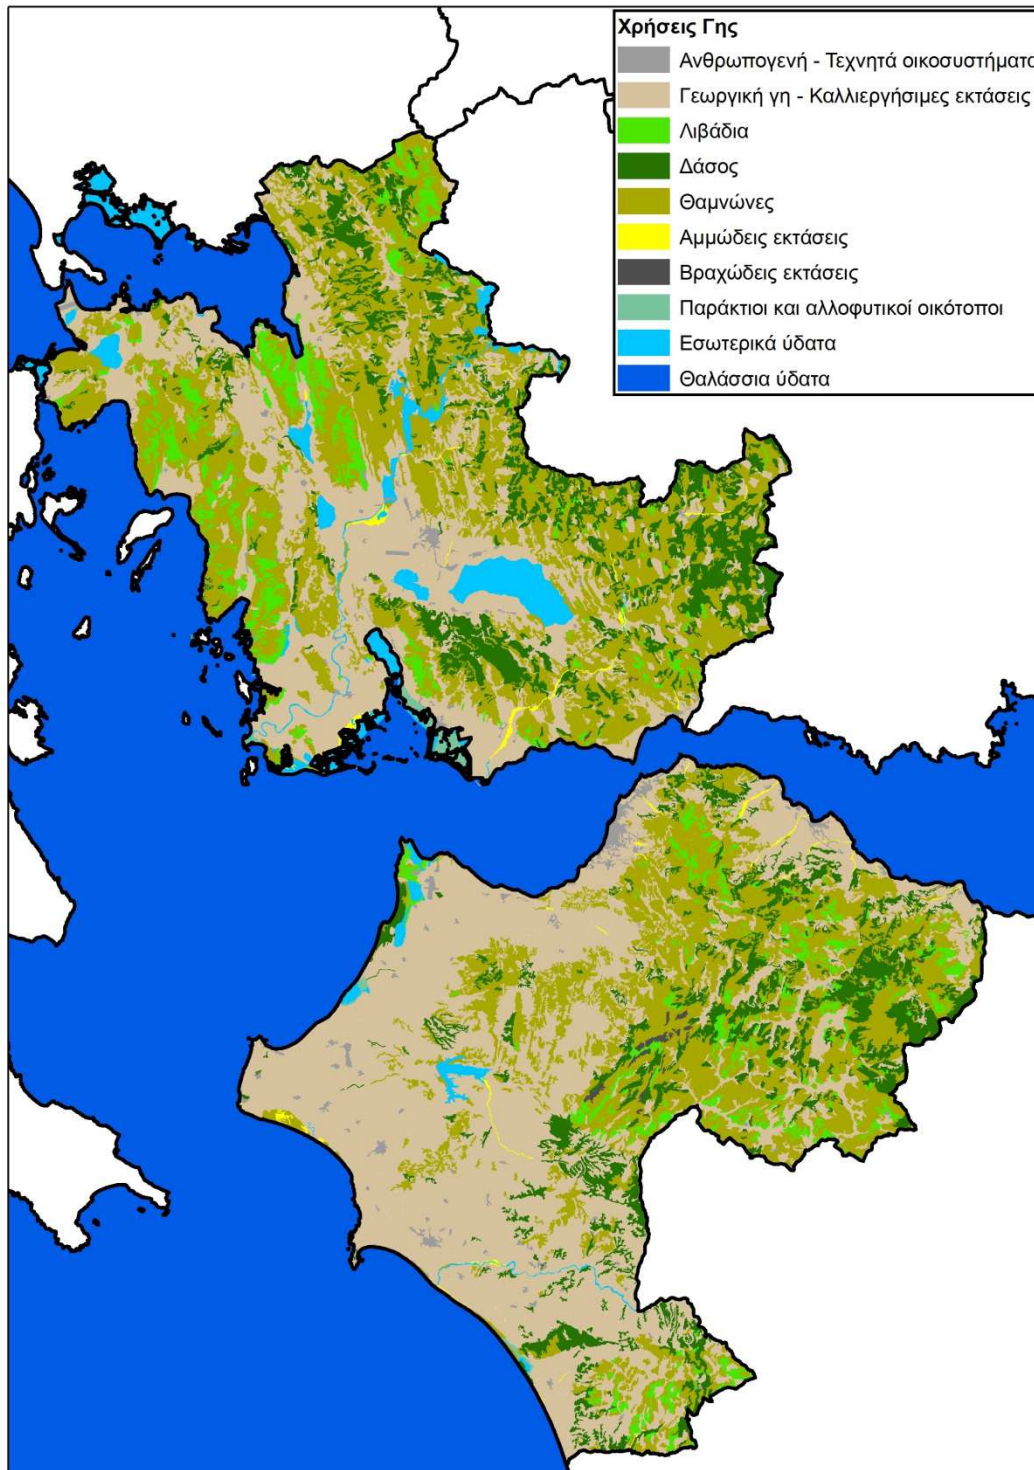 Χρήσεις Γης
Ανθρωπογενή - Τεχνητά οικοσυστήματα
Γεωργική γη - Καλλιεργήσιμες εκτάσεις
Λιβάδια
Δάσος
Θαμνώνες
Αμμώδεις εκτάσεις
Βραχώδεις εκτάσεις
Παράκτιοι και αλλοφυτικοί οικότοποι
Εσωτερικά ύδατα
Θαλάσσια ύδατα